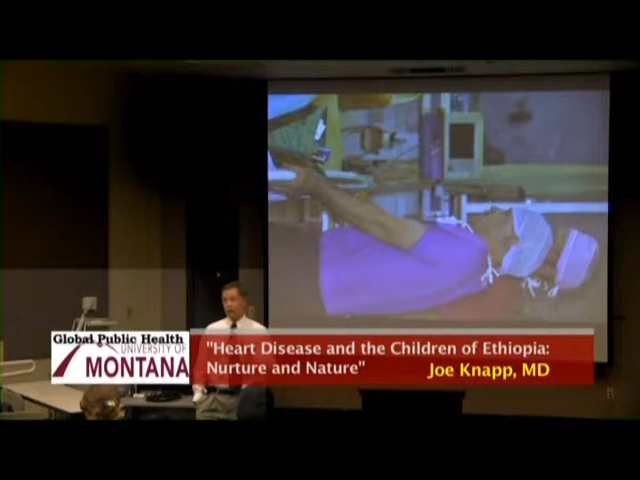 Global Public Health
UNIVERSITY OF
MONTANA
"Heart Disease and the Children of Ethiopia:
Nurture and Nature"
Joe Knapp, MD